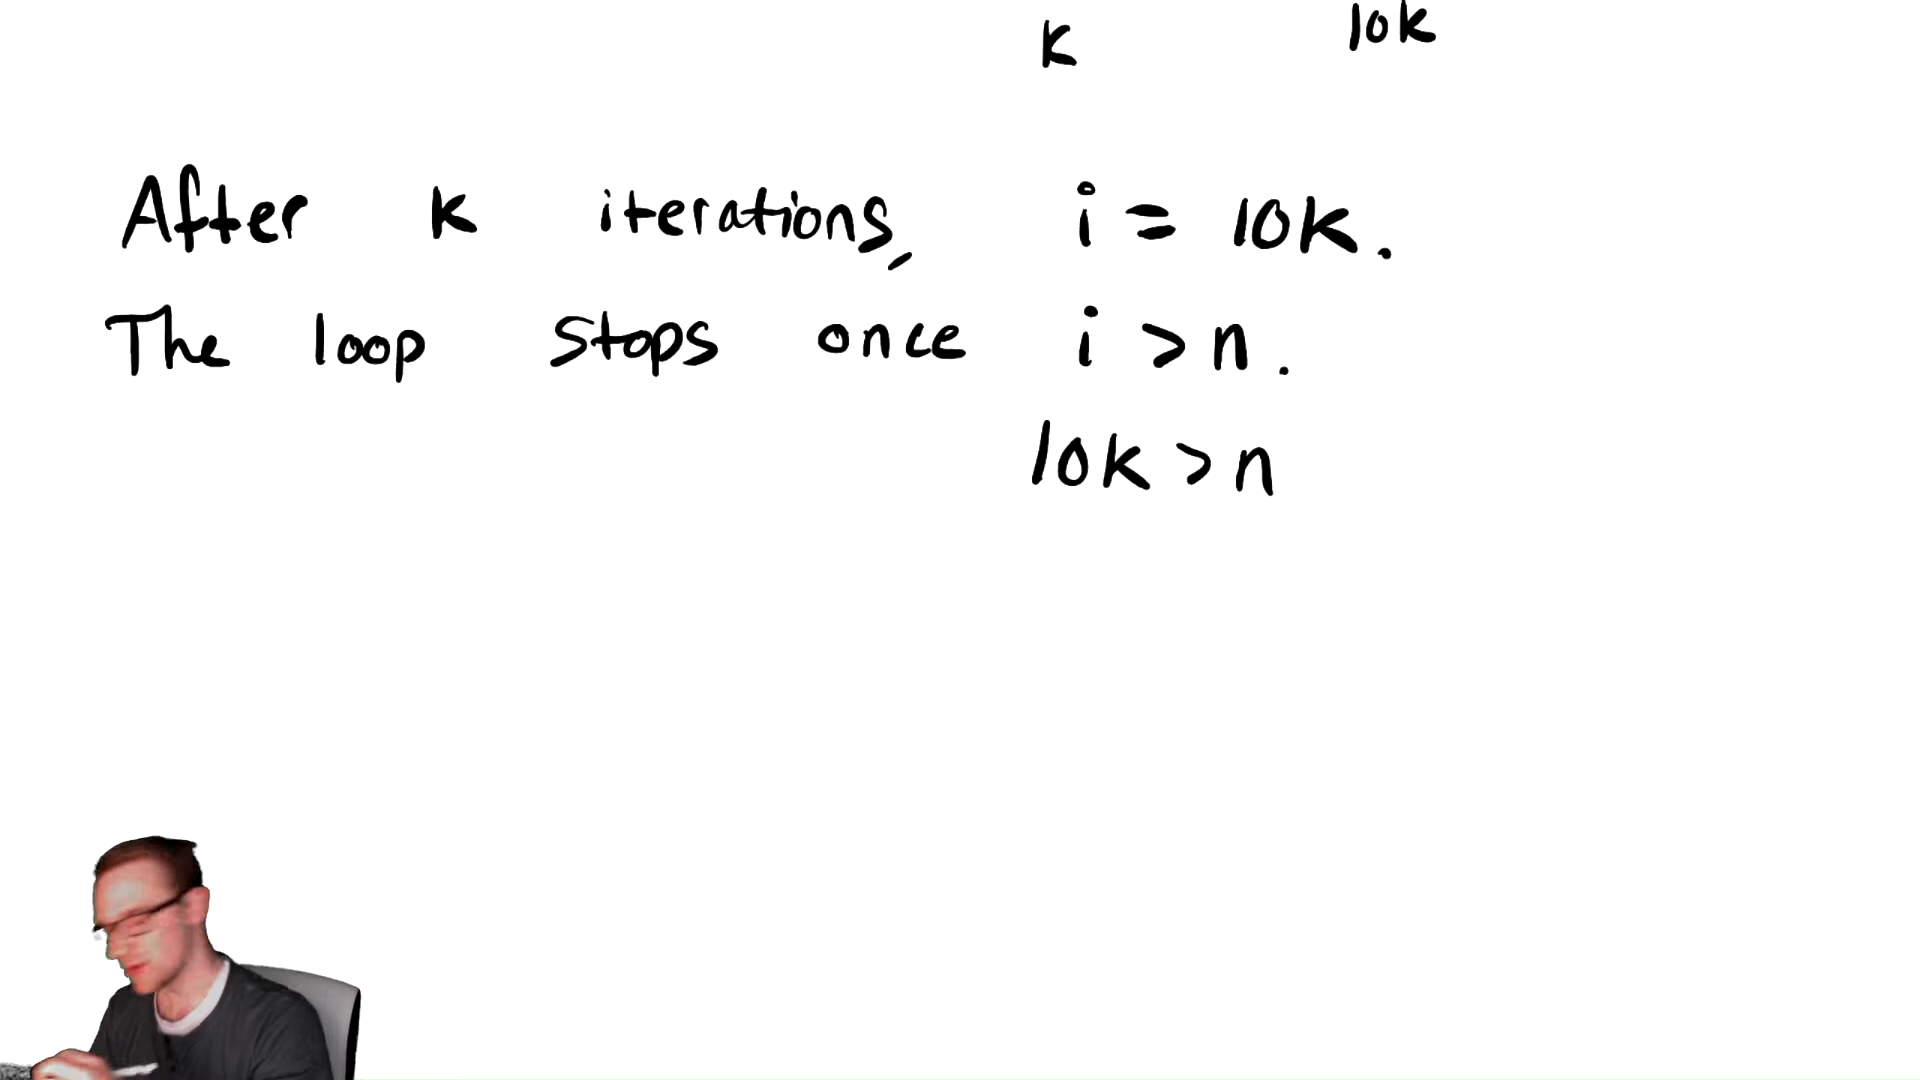 k 10k
After k iterations, i = 10k.
The loop stops once i > n.
10k > n